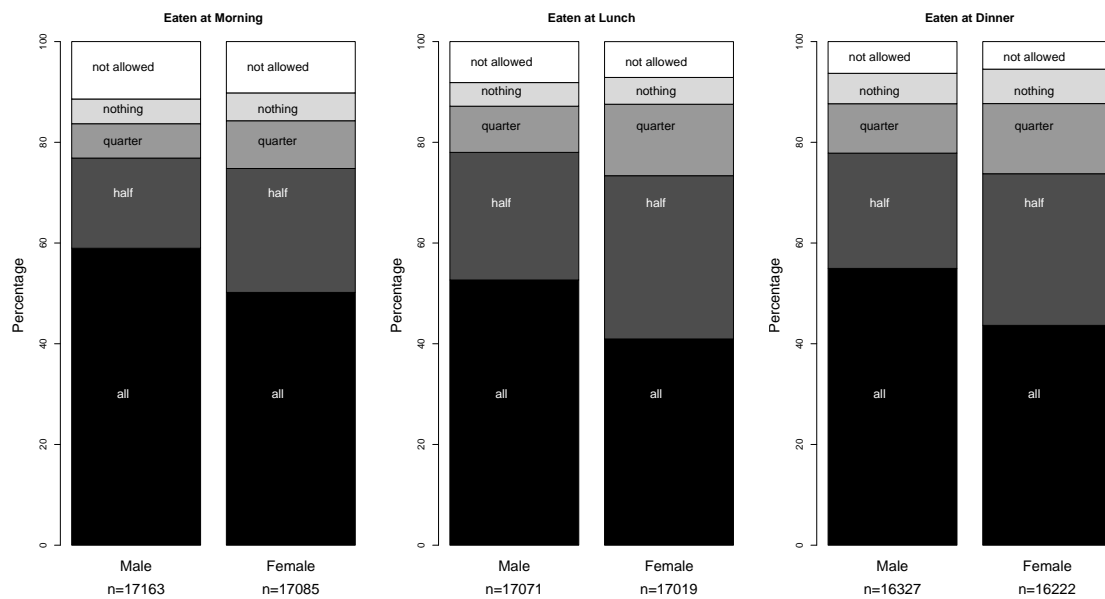 Eaten at Morning
Percentage
100
80
60
40
20
0
not allowed
nothing
quarter
half
all
not allowed
nothing
quarter
half
all
Male
Female
n=17163
n=17085
Eaten at Lunch
Percentage
100
80
60
40
20
0
not allowed
nothing
quarter
half
all
not allowed
nothing
quarter
half
all
Male
Female
n=17071
n=17019
Eaten at Dinner
Percentage
100
80
60
40
20
0
not allowed
nothing
quarter
half
all
not allowed
nothing
quarter
half
all
Male
Female
n=16327
n=16222